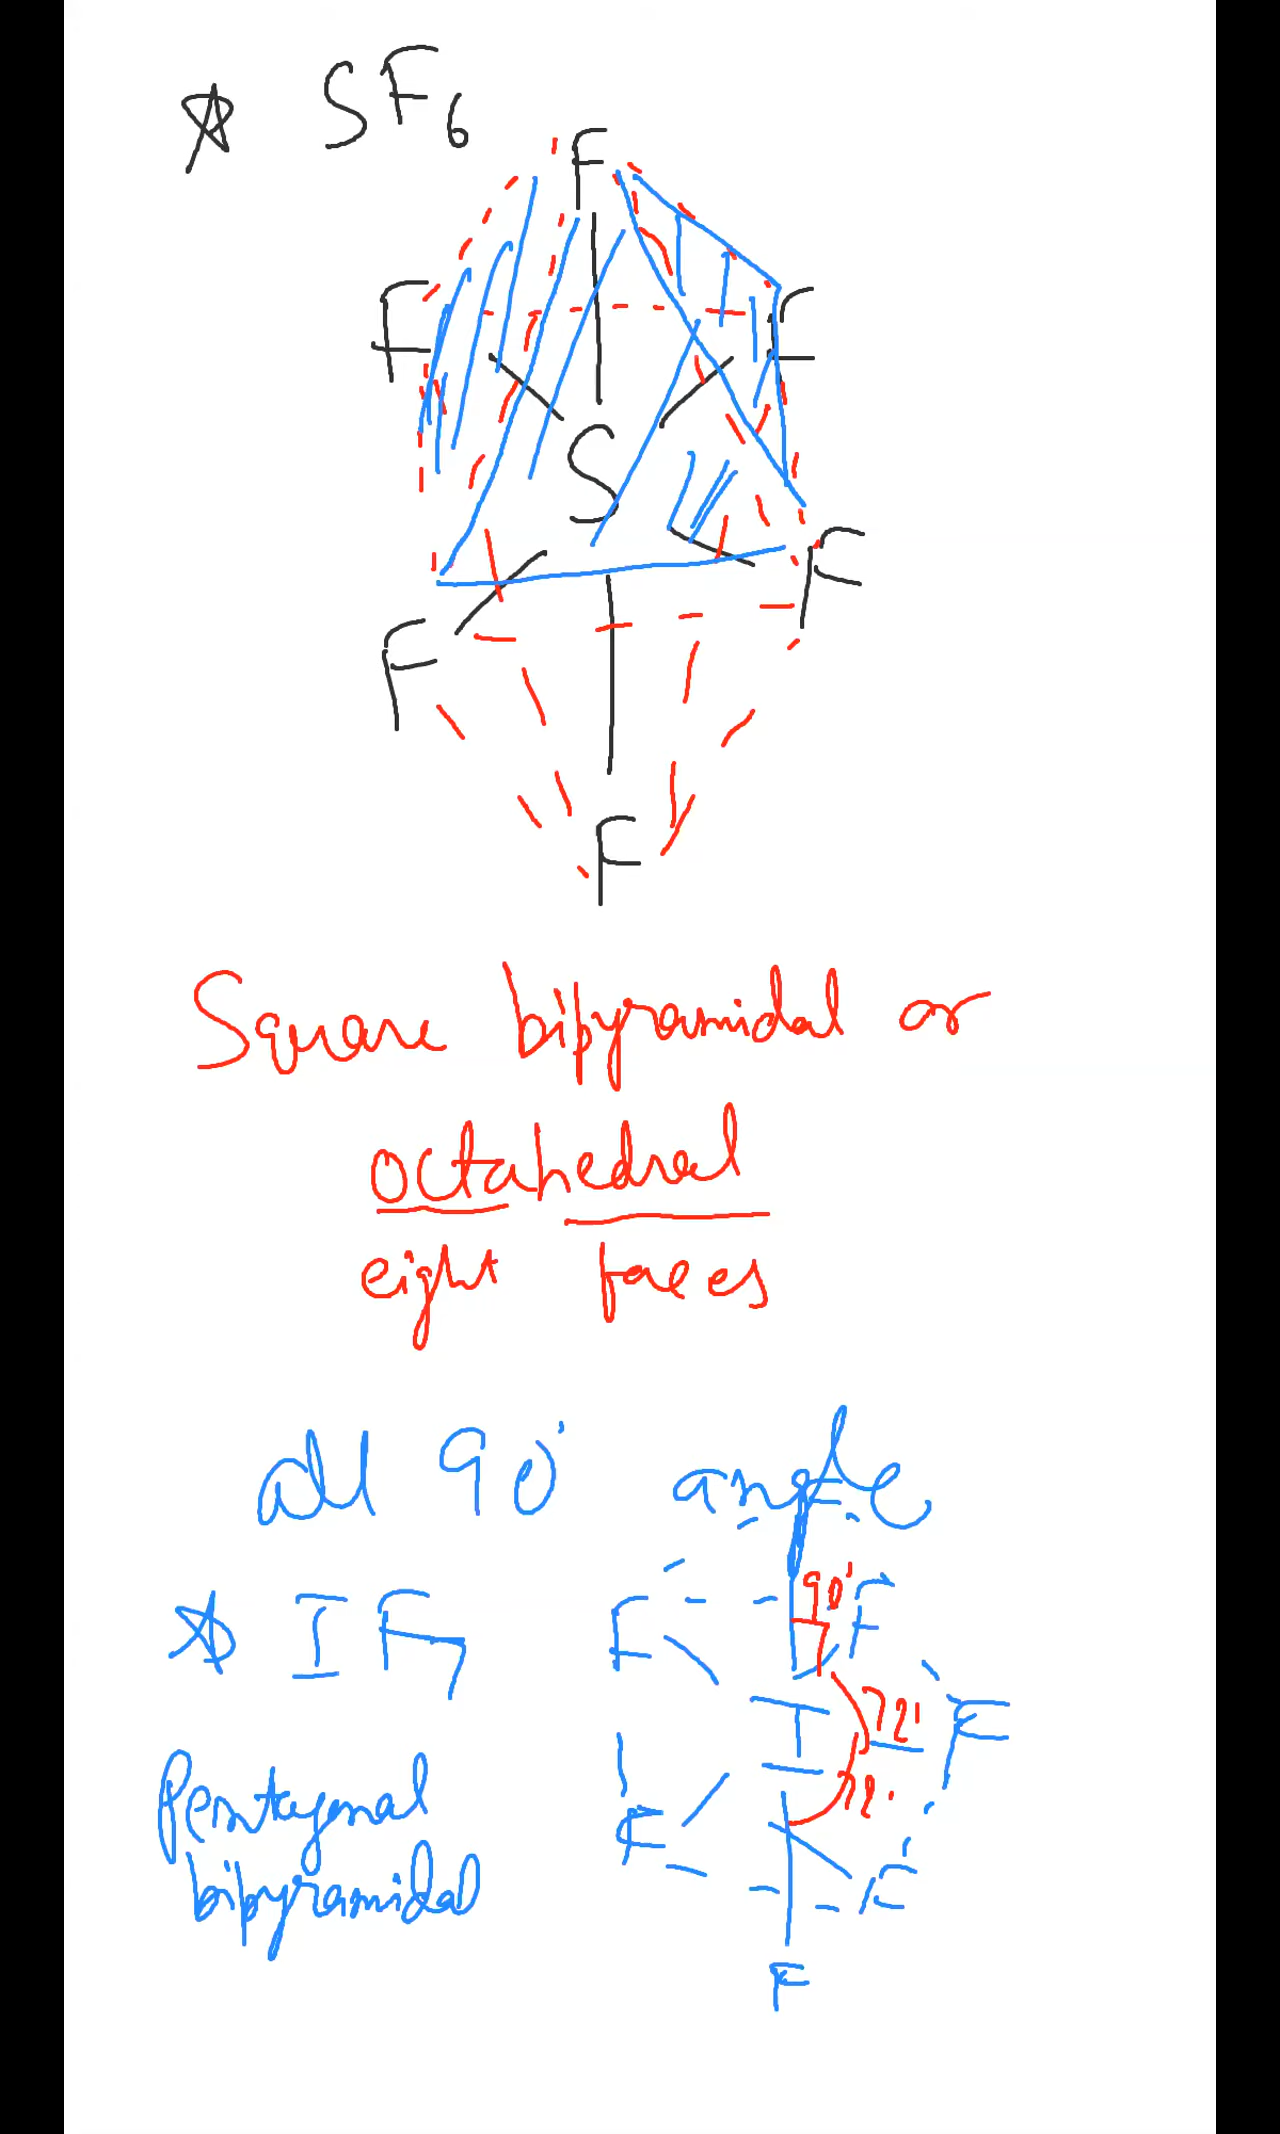 ☆ SF6
F
F F
S
F F
F
Square bipyramidal or
octahedral
eight faces
all 90° angle
F
☆ IF7 F 90° F
I 72° F
Pentagonal F 72° F
bipyramidal
F